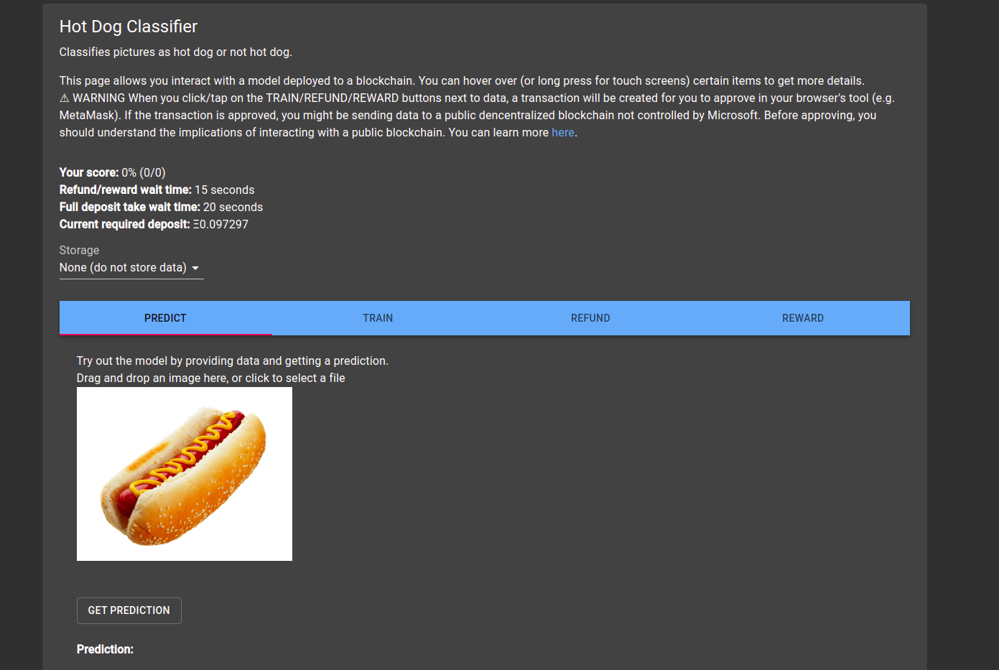 Hot Dog Classifier
Classifies pictures as hot dog or not hot dog.
This page allows you interact with a model deployed to a blockchain. You can hover over (or long press for touch screens) certain items to get more details.
⚠ WARNING When you click/tap on the TRAIN/REFUND/REWARD buttons next to data, a transaction will be created for you to approve in your browser's tool (e.g.
MetaMask). If the transaction is approved, you might be sending data to a public dencentralized blockchain not controlled by Microsoft. Before approving, you
should understand the implications of interacting with a public blockchain. You can learn more here.
Your score: 0% (0/0)
Refund/reward wait time: 15 seconds
Full deposit take wait time: 20 seconds
Current required deposit: Ξ0.097297
Storage
None (do not store data)
PREDICT TRAIN REFUND REWARD
Try out the model by providing data and getting a prediction.
Drag and drop an image here, or click to select a file
GET PREDICTION
Prediction: